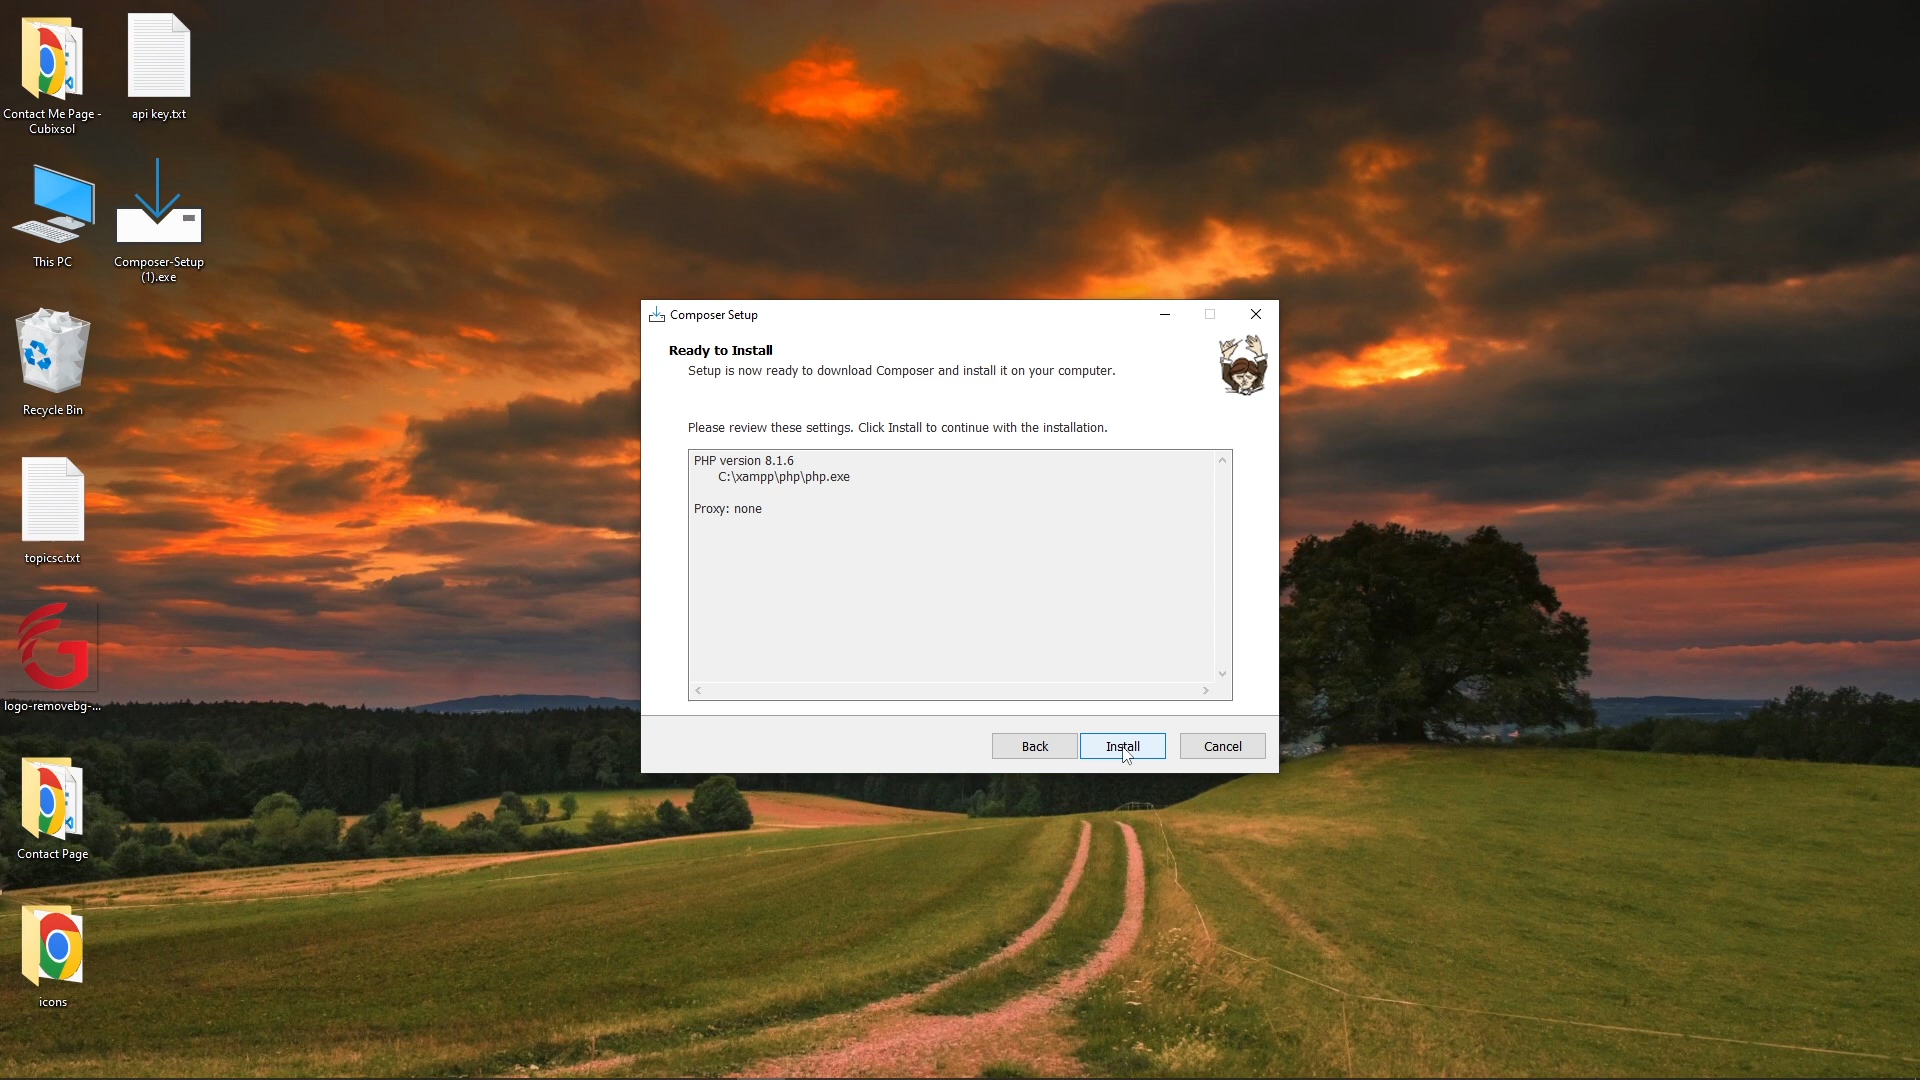 Contact Me Page -
Cubixsol
api key.txt
This PC
Composer-Setup
(1).exe
Recycle Bin
topicsc.txt
logo-removebg-...
Contact Page
icons
Composer Setup
Ready to Install
Setup is now ready to download Composer and install it on your computer.
Please review these settings. Click Install to continue with the installation.
PHP version 8.1.6
C:\xampp\php\php.exe
Proxy: none
Back
Install
Cancel